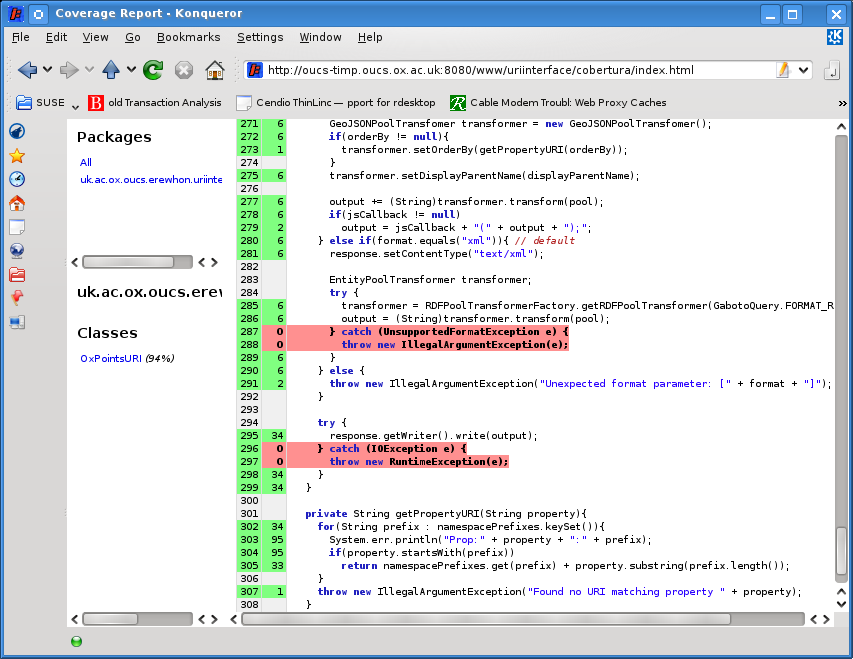 Coverage Report - Konqueror
File Edit View Go Bookmarks Settings Window Help
http://oucs-timp.oucs.ox.ac.uk:8080/www/uriinterface/cobertura/index.html
SUSE old Transaction Analysis Cendio ThinLinc — pport for rdesktop Cable Modem Troubl: Web Proxy Caches »
Packages
All
uk.ac.ox.oucs.erewhon.uriinte
uk.ac.ox.oucs.erew
Classes
OxPointsURI (94%)
271 6 GeoJSONPoolTransfomer transformer = new GeoJSONPoolTransfomer();
272 6 if(orderBy != null){
273 1 transformer.setOrderBy(getPropertyURI(orderBy));
274 }
275 6 transformer.setDisplayParentName(displayParentName);
276
277 6 output += (String)transformer.transform(pool);
278 6 if(jsCallback != null)
279 2 output = jsCallback + "(" + output + ");";
280 6 } else if(format.equals("xml")){ // default
281 6 response.setContentType("text/xml");
282
283 EntityPoolTransformer transformer;
284 try {
285 6 transformer = RDFPoolTransformerFactory.getRDFPoolTransformer(GabotoQuery.FORMAT_R
286 6 output = (String)transformer.transform(pool);
287 0 } catch (UnsupportedFormatException e) {
288 0 throw new IllegalArgumentException(e);
289 6 }
290 6 } else {
291 2 throw new IllegalArgumentException("Unexpected format parameter: [" + format + "]");
292 }
293
294 try {
295 34 response.getWriter().write(output);
296 0 } catch (IOException e) {
297 0 throw new RuntimeException(e);
298 34 }
299 34 }
300
301 private String getPropertyURI(String property){
302 34 for(String prefix : namespacePrefixes.keySet()){
303 95 System.err.println("Prop:" + property + ":" + prefix);
304 95 if(property.startsWith(prefix))
305 33 return namespacePrefixes.get(prefix) + property.substring(prefix.length());
306 }
307 1 throw new IllegalArgumentException("Found no URI matching property " + property);
308 }